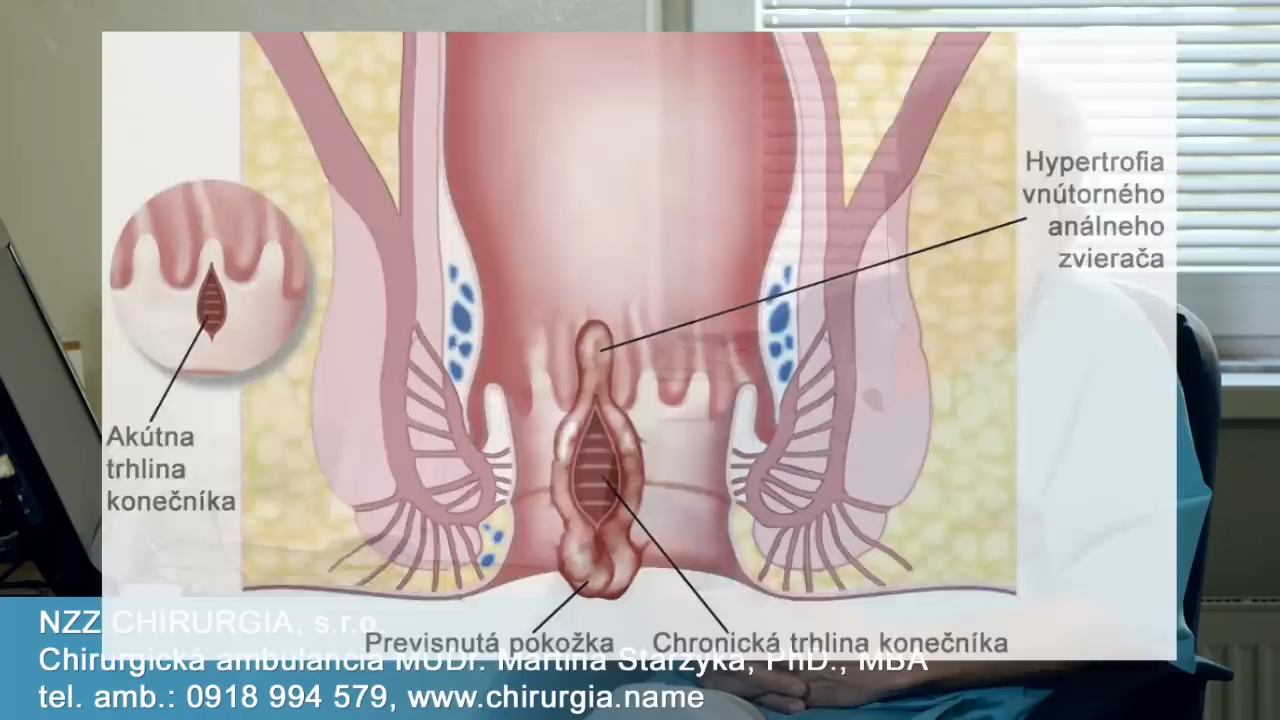 Hypertrofia
vnútorného
análneho
zvierača
Akútna
trhlina
konečníka
Previsnutá pokožka
Chronická trhlina konečníka
NZZ CHIRURGIA, s.r.o.
Chirurgická ambulancia MUDr. Martina Starzyka, PhD., MBA
tel. amb.: 0918 994 579, www.chirurgia.name